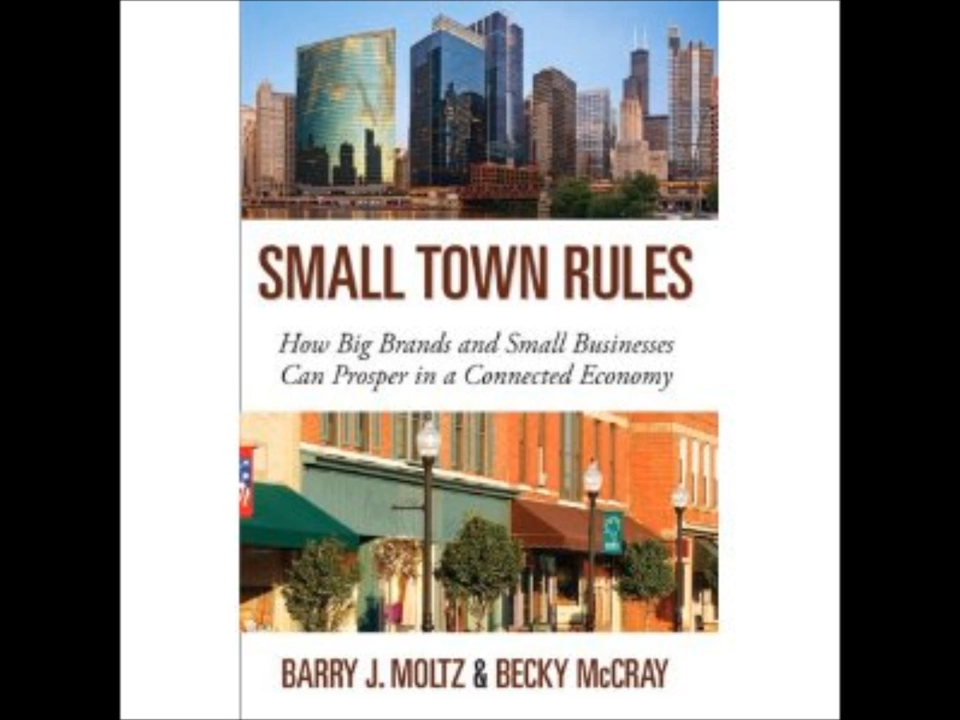 SMALL TOWN RULES
How Big Brands and Small Businesses
Can Prosper in a Connected Economy
BARRY J. MOLTZ & BECKY McCRAY